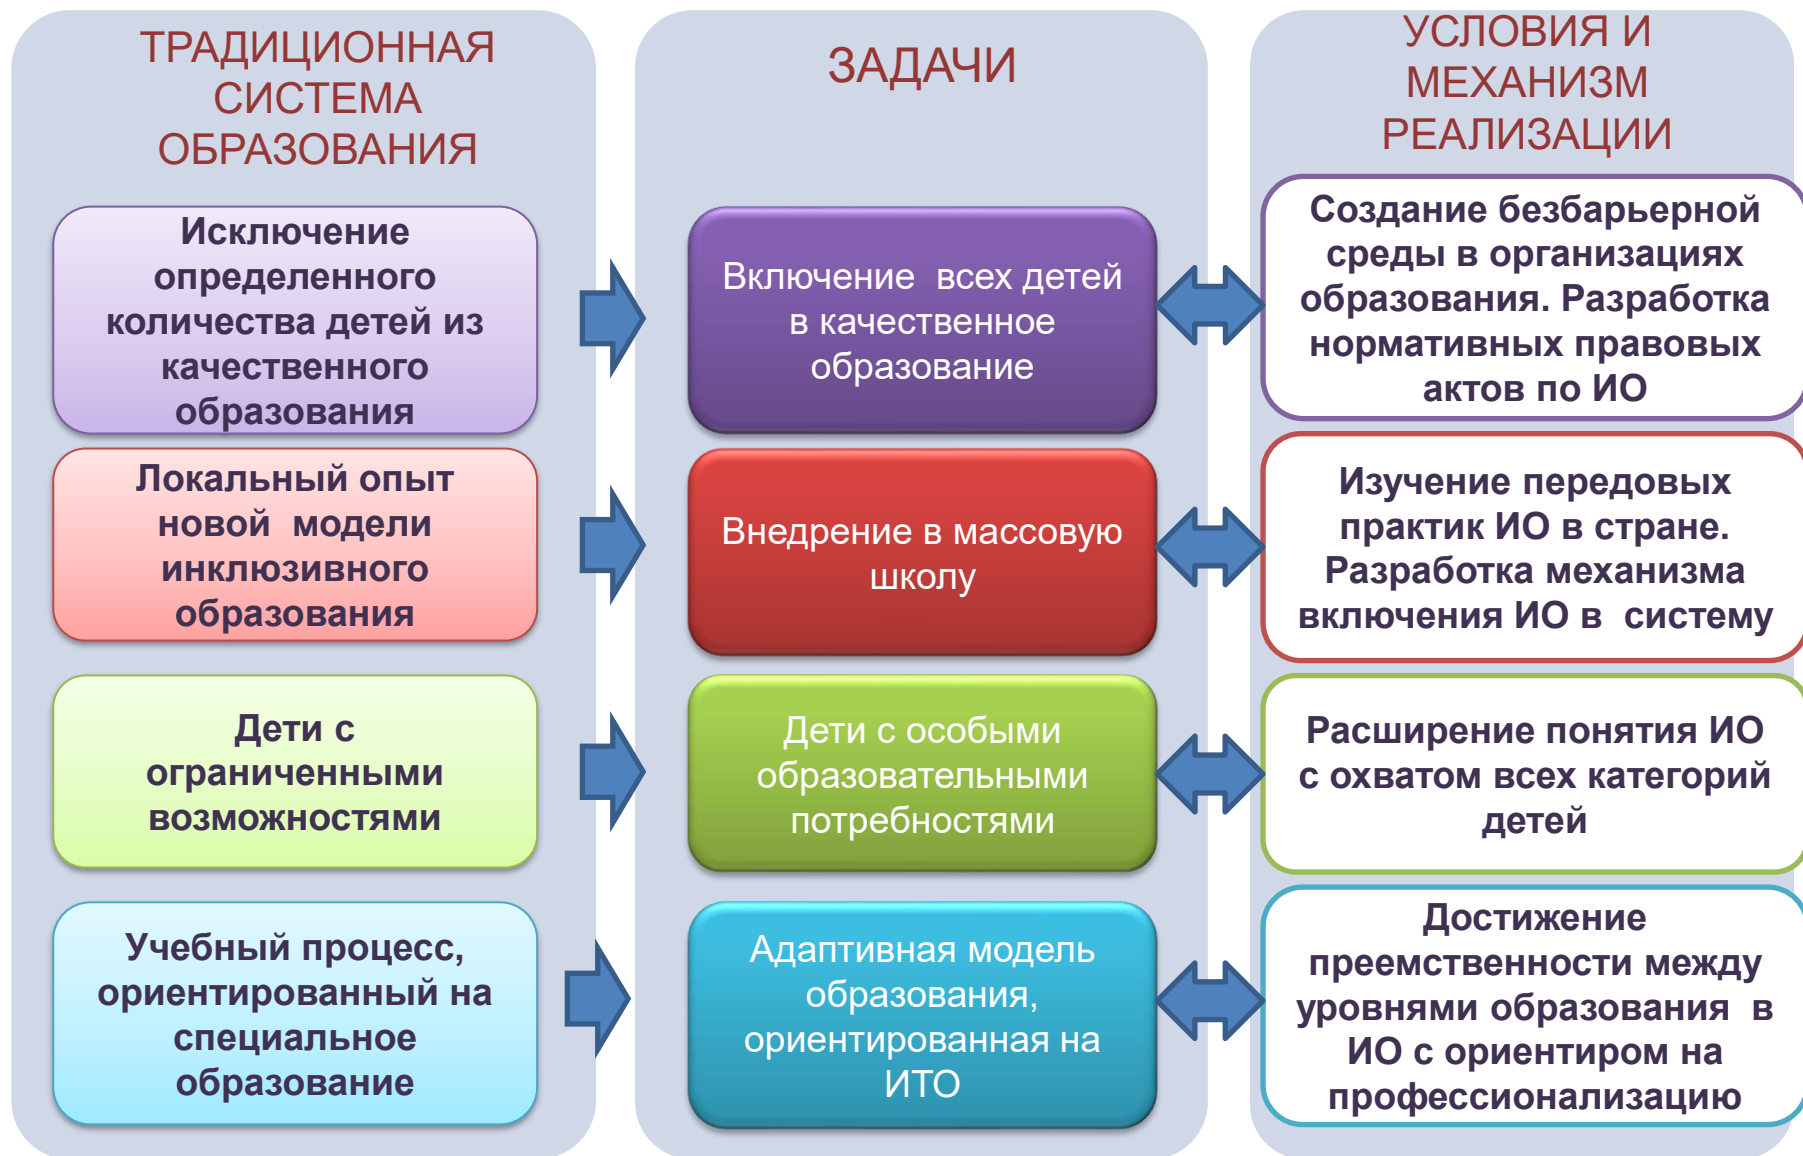 ТРАДИЦИОННАЯ
СИСТЕМА
ОБРАЗОВАНИЯ
Исключение
определенного
количества детей из
качественного
образования
Локальный опыт
новой модели
инклюзивного
образования
Дети с
ограниченными
возможностями
Учебный процесс,
ориентированный на
специальное
образование
ЗАДАЧИ
Включение всех детей
в качественное
образование
Внедрение в массовую
школу
Дети с особыми
образовательными
потребностями
Адаптивная модель
образования,
ориентированная на
ИТО
УСЛОВИЯ И
МЕХАНИЗМ
РЕАЛИЗАЦИИ
Создание безбарьерной
среды в организациях
образования. Разработка
нормативных правовых
актов по ИО
Изучение передовых
практик ИО в стране.
Разработка механизма
включения ИО в систему
Расширение понятия ИО
с охватом всех категорий
детей
Достижение
преемственности между
уровнями образования в
ИО с ориентиром на
профессионализацию